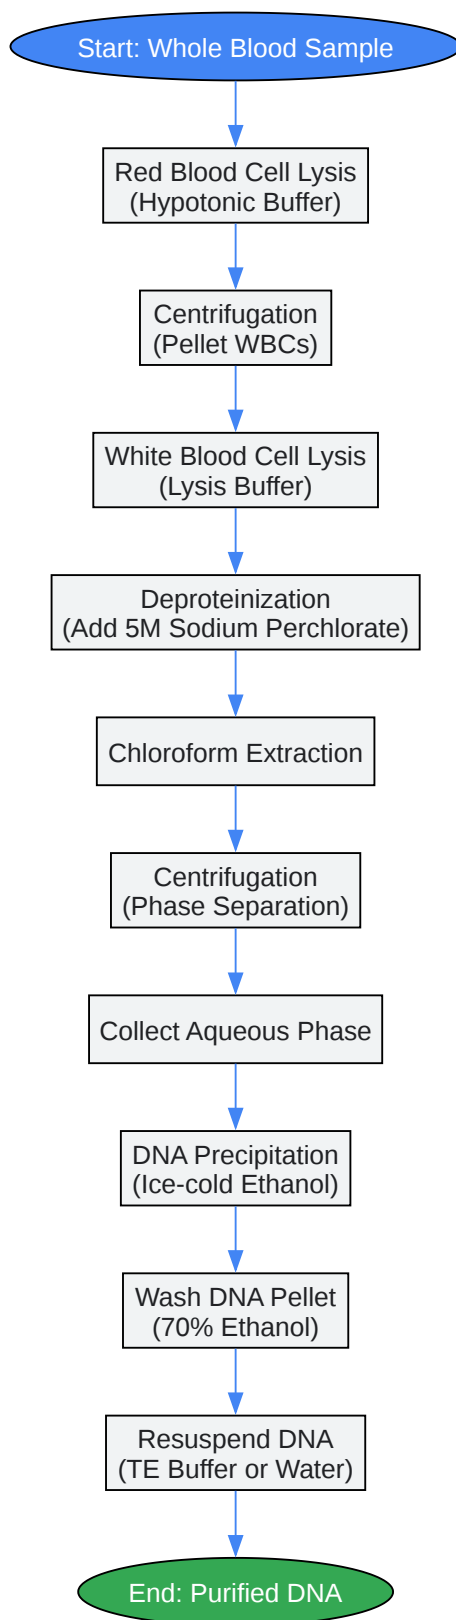 Start: Whole Blood Sample
Red Blood Cell Lysis
(Hypotonic Buffer)
Centrifugation
(Pellet WBCs)
White Blood Cell Lysis
(Lysis Buffer)
Deproteinization
(Add 5M Sodium Perchlorate)
Chloroform Extraction
Centrifugation
(Phase Separation)
Collect Aqueous Phase
DNA Precipitation
(Ice-cold Ethanol)
Wash DNA Pellet
(70% Ethanol)
Resuspend DNA
(TE Buffer or Water)
End: Purified DNA